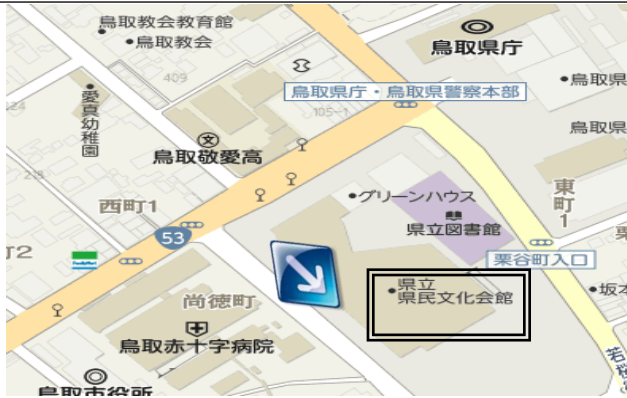 鳥取教会教育館
鳥取教会
鳥取県庁
409
鳥取県
愛真幼稚園
鳥取県庁・鳥取県警察本部
105-1
224
鳥取県
鳥取敬愛高
218
グリーンハウス
東町1
西町1
県立図書館
53
町2
FamilyMart
栗谷町入口
県立
県民文化会館
坂本
尚徳町
鳥取赤十字病院
鳥取市役所